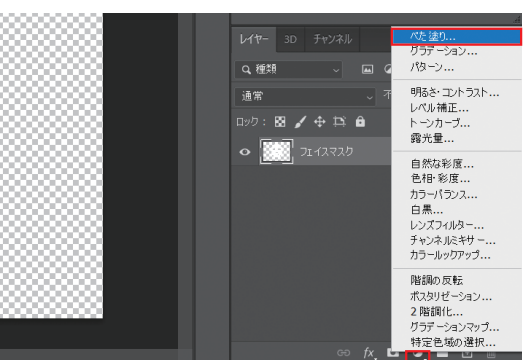 レイヤー 3D チャンネル
種類
通常 不
ロック：
フェイスマスク
fx
べた塗り...
グラデーション...
パターン...
明るさ・コントラスト...
レベル補正...
トーンカーブ...
露光量...
自然な彩度...
色相・彩度...
カラーバランス...
白黒...
レンズフィルター...
チャンネルミキサー...
カラールックアップ...
階調の反転
ポスタリゼーション...
2 階調化...
グラデーションマップ...
特定色域の選択...